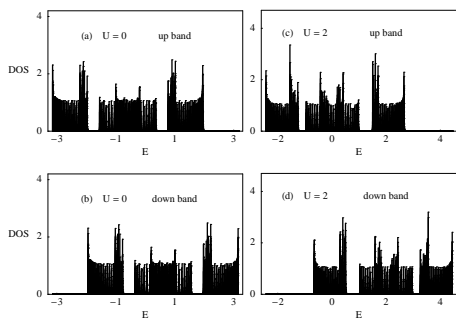 4
2
0
DOS
(a) U = 0 up band
−3 −1 1 3
E
4
2
0
(c) U = 2 up band
−2 0 2 4
E
4
2
0
DOS
(b) U = 0 down band
−3 −1 1 3
E
4
2
0
(d) U = 2 down band
−2 0 2 4
E